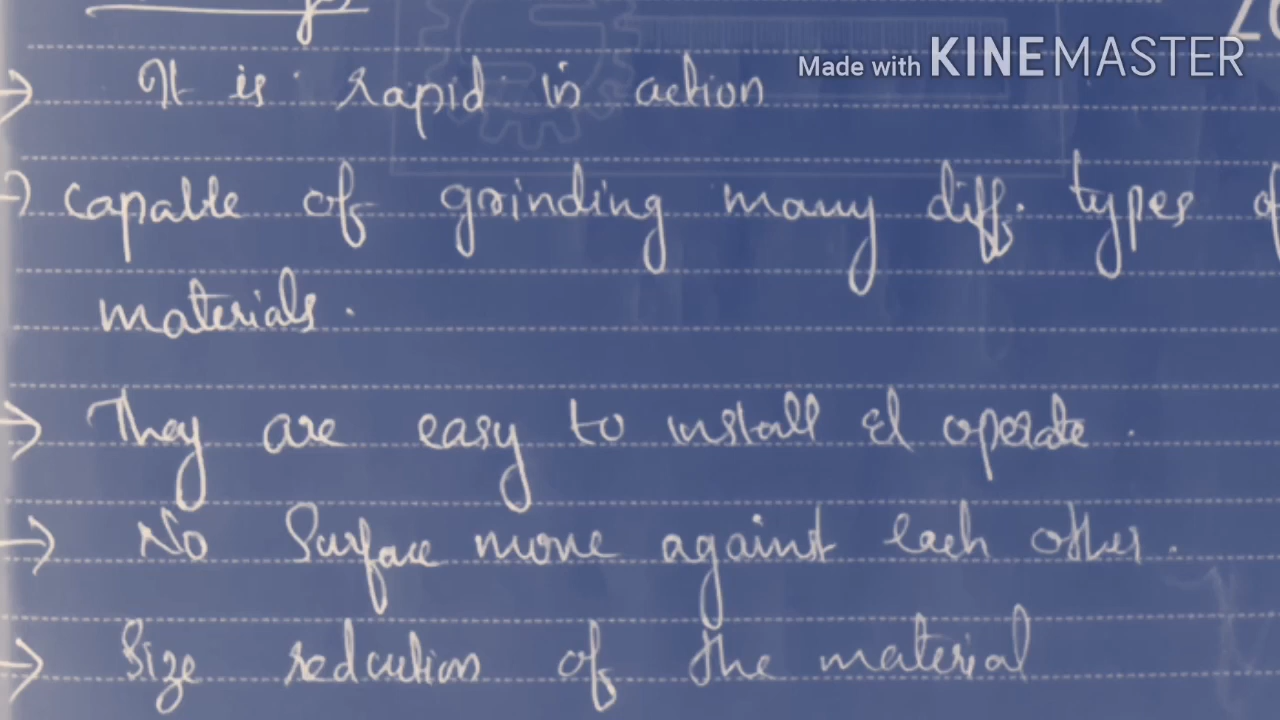 Made with KINEMASTER
→ It is rapid in action
→ Capable of grinding many diff. types of
materials.
→ They are easy to install & operate.
→ No Surface move against each other.
→ Size reduction of the material